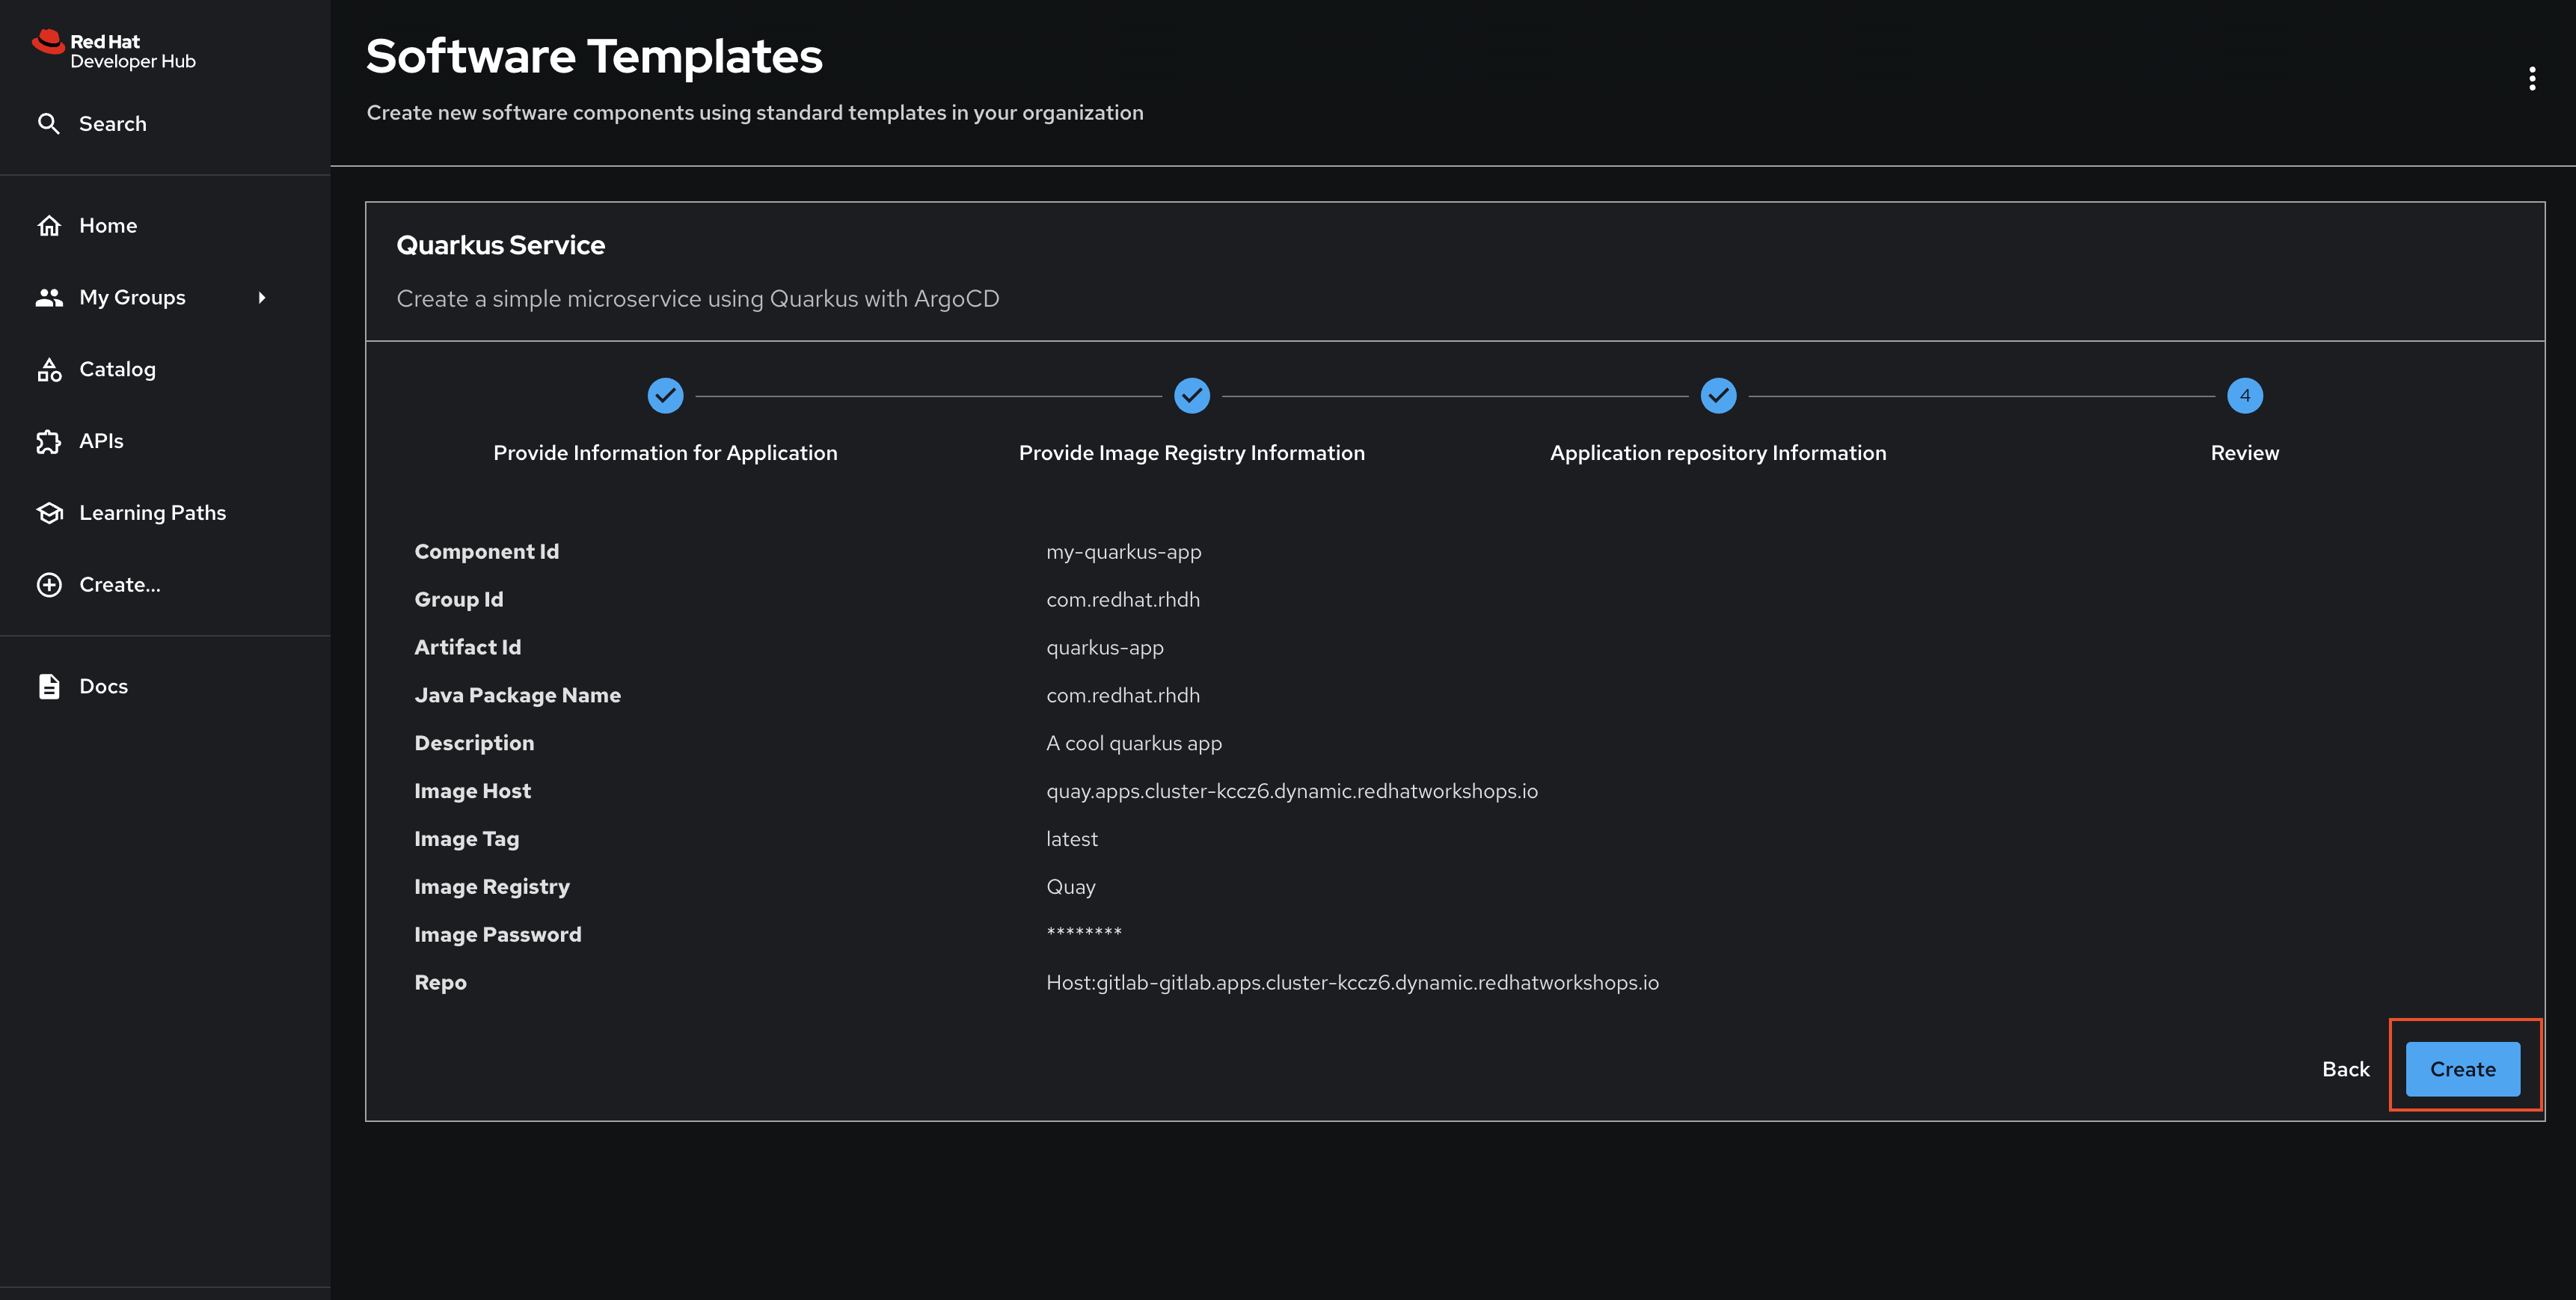 Red Hat
Developer Hub
Search
Home
My Groups
Catalog
APIs
Learning Paths
Create...
Docs
Software Templates
Create new software components using standard templates in your organization
Quarkus Service
Create a simple microservice using Quarkus with ArgoCD
4
Provide Information for Application
Provide Image Registry Information
Application repository Information
Review
Component Id my-quarkus-app
Group Id com.redhat.rhdh
Artifact Id quarkus-app
Java Package Name com.redhat.rhdh
Description A cool quarkus app
Image Host quay.apps.cluster-kccz6.dynamic.redhatworkshops.io
Image Tag latest
Image Registry Quay
Image Password ********
Repo Host:gitlab-gitlab.apps.cluster-kccz6.dynamic.redhatworkshops.io
Back Create